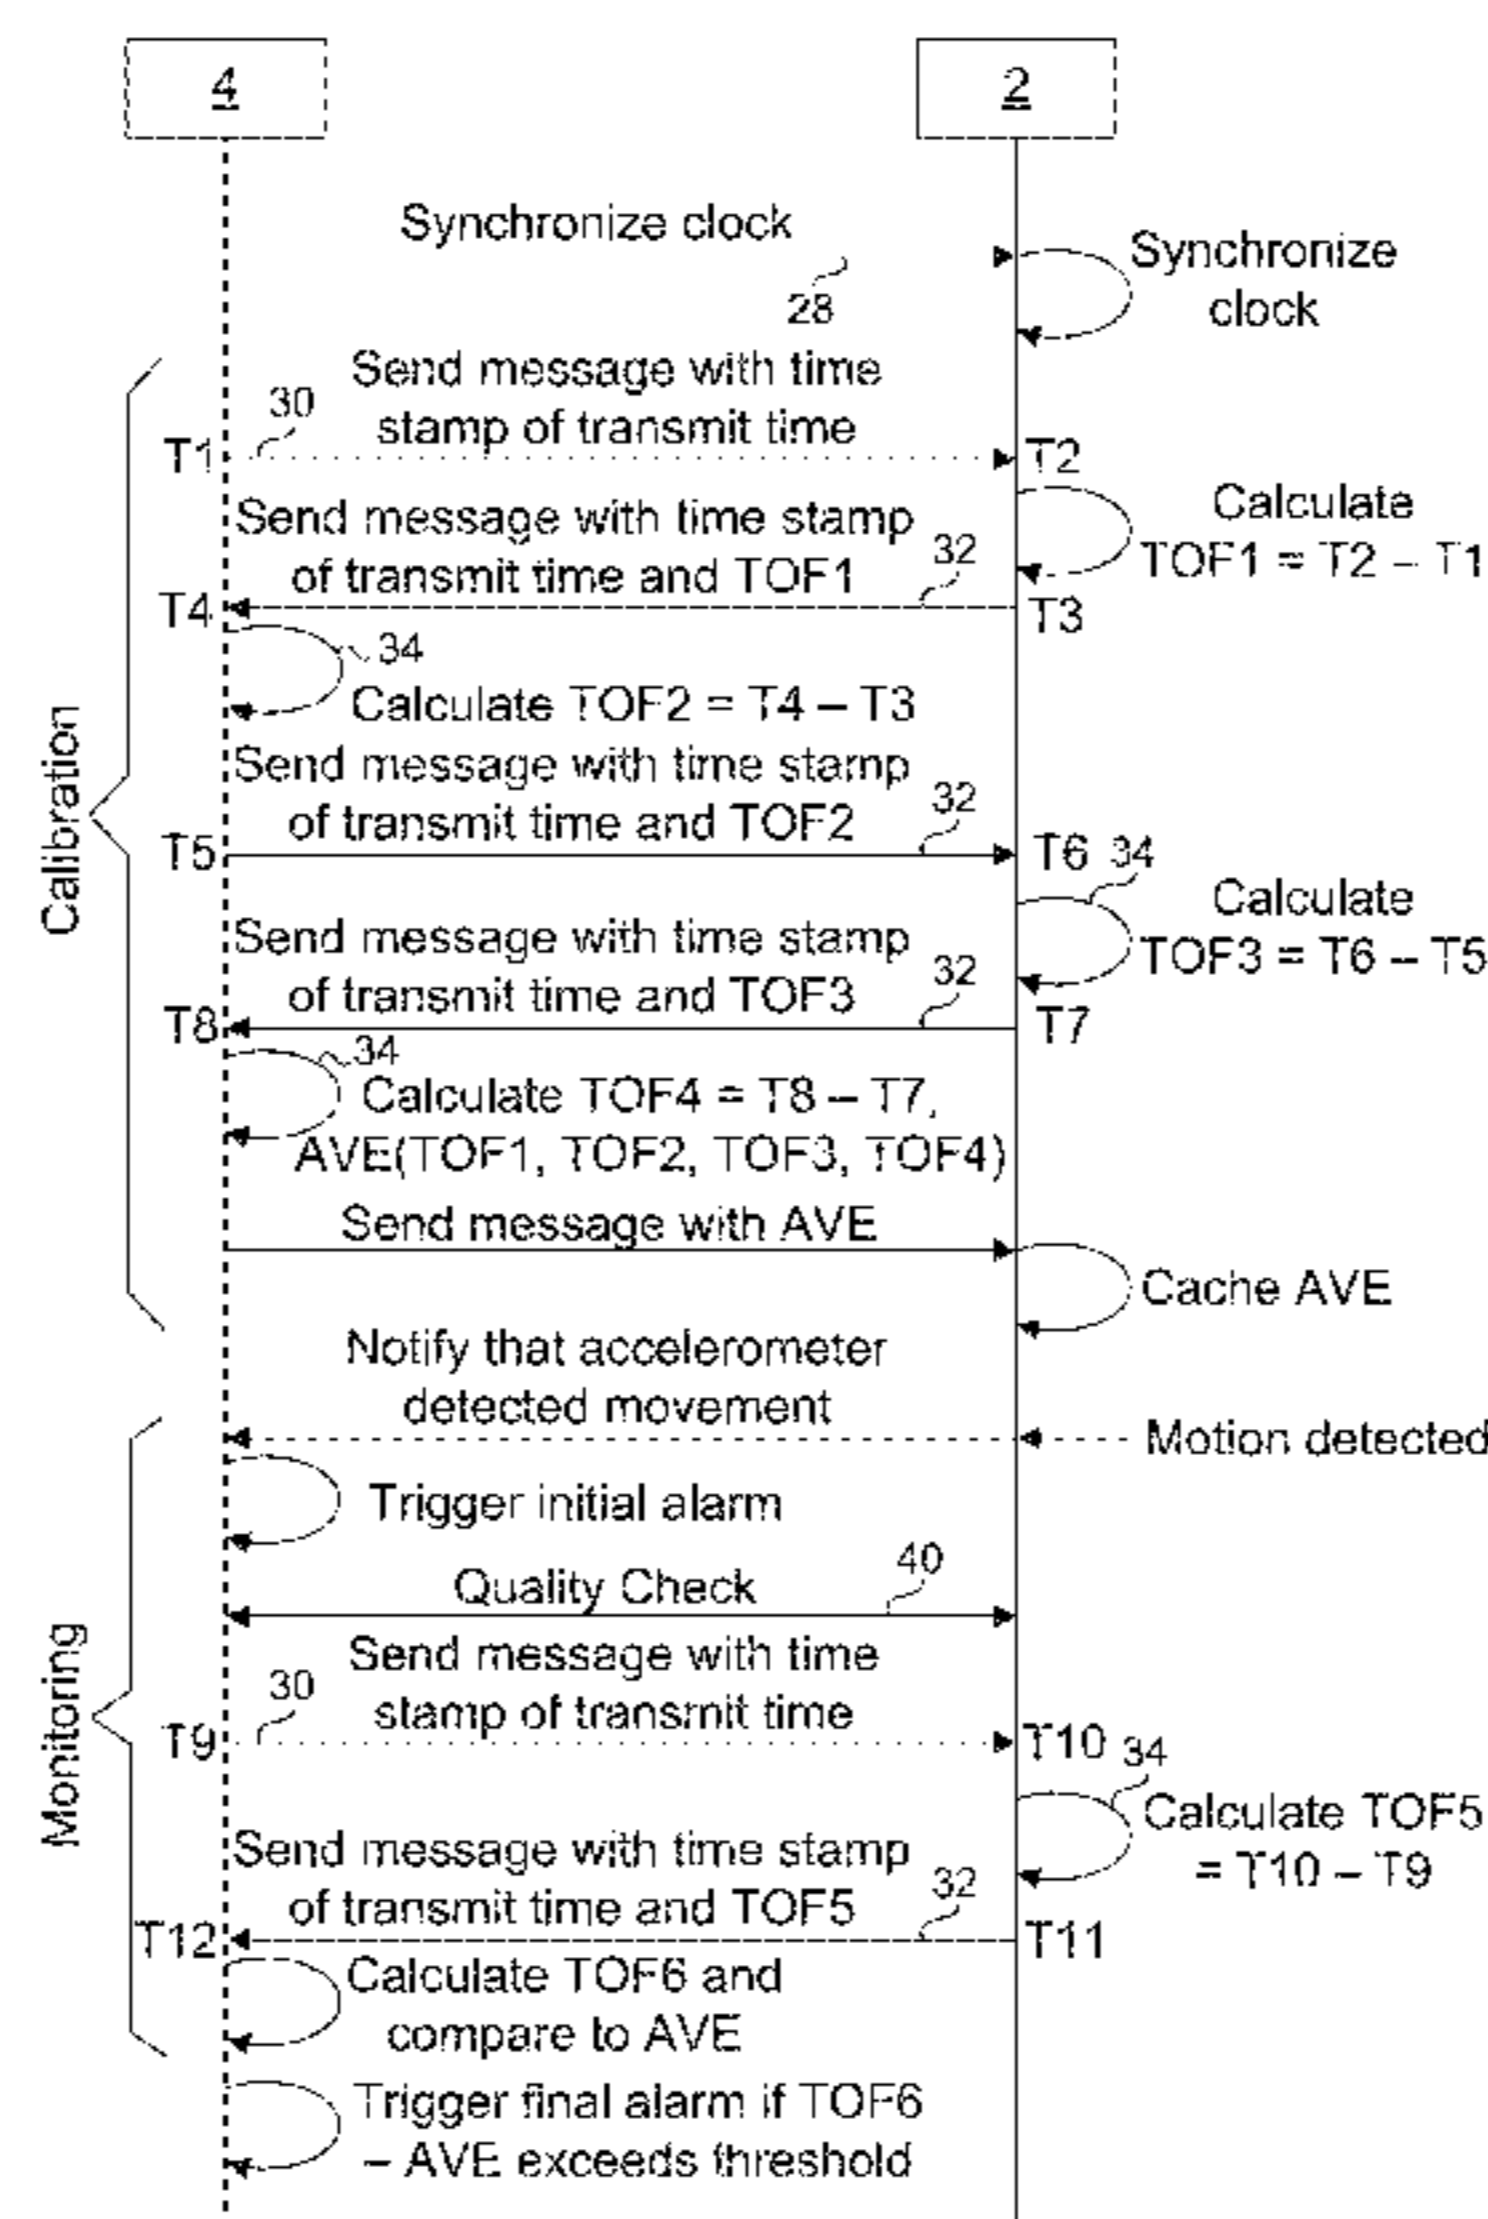 4
2
Synchronize clock
28
Synchronize
clock
Send message with time
stamp of transmit time
30
T1
T2
Calculate
TOF1 = T2 – T1
Send message with time stamp
of transmit time and TOF1
32
T4
T3
34
Calculate TOF2 = T4 – T3
Send message with time stamp
of transmit time and TOF2
32
T5
T6
34
Calculate
TOF3 = T6 – T5
Send message with time stamp
of transmit time and TOF3
32
T8
T7
34
Calculate TOF4 = T8 – T7,
AVE(TOF1, TOF2, TOF3, TOF4)
Send message with AVE
Cache AVE
Calibration
Notify that accelerometer
detected movement
Motion detected
Trigger initial alarm
Quality Check
40
Send message with time
stamp of transmit time
30
T9
T10
34
Calculate TOF5
= T10 – T9
Send message with time stamp
of transmit time and TOF5
32
T12
T11
Calculate TOF6 and
compare to AVE
Monitoring
Trigger final alarm if TOF6
– AVE exceeds threshold